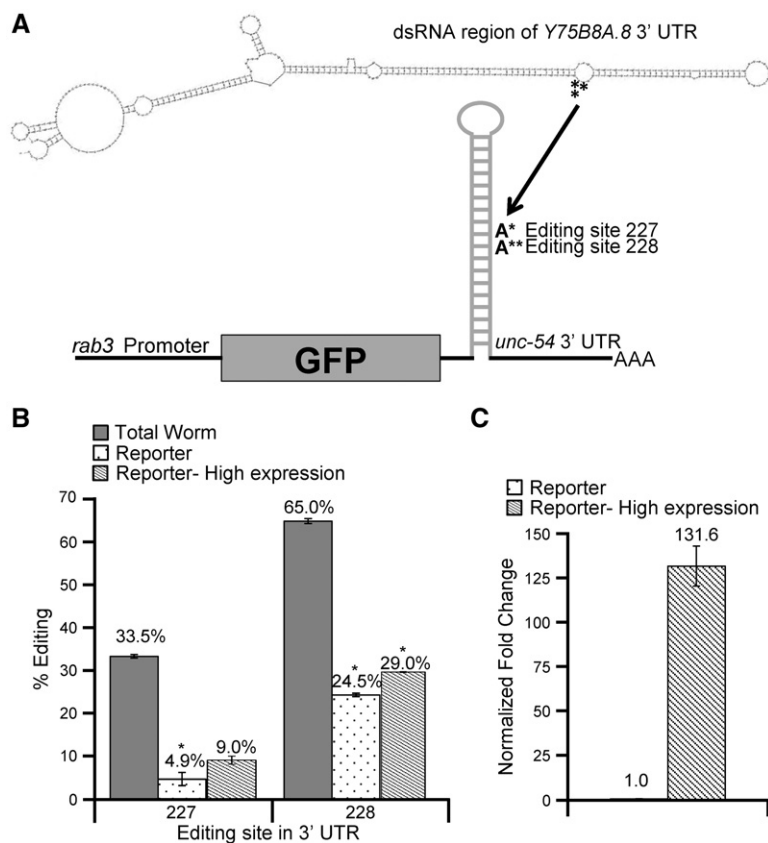 A
dsRNA region of Y75B8A.8 3' UTR
**
*
A* Editing site 227
A** Editing site 228
rab3 Promoter
GFP
unc-54 3' UTR
AAA
B
Total Worm
Reporter
Reporter- High expression
% Editing
70
60
50
40
30
20
10
0
33.5%
*
4.9%
9.0%
65.0%
*
24.5%
*
29.0%
227
228
Editing site in 3' UTR
C
Reporter
Reporter- High expression
Normalized Fold Change
150
125
100
75
50
25
0
1.0
131.6